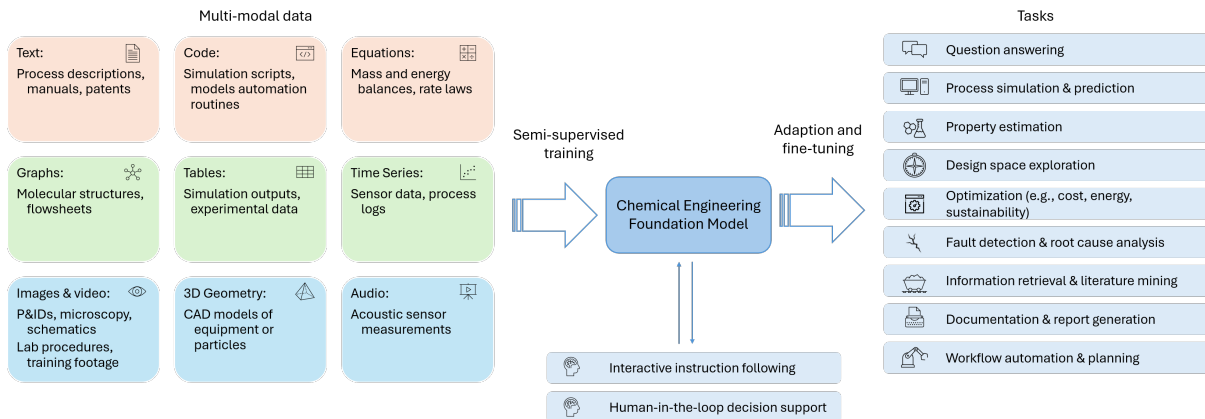 Multi-modal data
Text:
Process descriptions,
manuals, patents
Code:
Simulation scripts,
models automation
routines
Equations:
Mass and energy
balances, rate laws
Graphs:
Molecular structures,
flowsheets
Tables:
Simulation outputs,
experimental data
Time Series:
Sensor data, process
logs
Images & video:
P&IDs, microscopy,
schematics
Lab procedures,
training footage
3D Geometry:
CAD models of
equipment or
particles
Audio:
Acoustic sensor
measurements
Semi-supervised
training
Chemical Engineering
Foundation Model
Adaption and
fine-tuning
Interactive instruction following
Human-in-the-loop decision support
Tasks
Question answering
Process simulation & prediction
Property estimation
Design space exploration
Optimization (e.g., cost, energy,
sustainability)
Fault detection & root cause analysis
Information retrieval & literature mining
Documentation & report generation
Workflow automation & planning